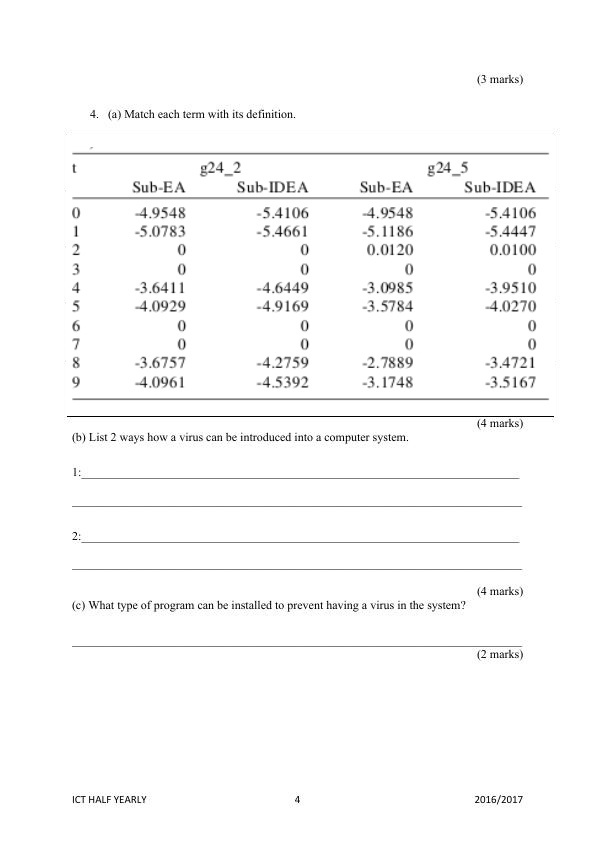 (3 marks)
4. (a) Match each term with its definition.
t g24_2 g24_5
Sub-EA Sub-IDEA Sub-EA Sub-IDEA
0 -4.9548 -5.4106 -4.9548 -5.4106
1 -5.0783 -5.4661 -5.1186 -5.4447
2 0 0 0.0120 0.0100
3 0 0 0 0
4 -3.6411 -4.6449 -3.0985 -3.9510
5 -4.0929 -4.9169 -3.5784 -4.0270
6 0 0 0 0
7 0 0 0 0
8 -3.6757 -4.2759 -2.7889 -3.4721
9 -4.0961 -4.5392 -3.1748 -3.5167
(4 marks)
(b) List 2 ways how a virus can be introduced into a computer system.
1:
2:
(4 marks)
(c) What type of program can be installed to prevent having a virus in the system?
(2 marks)
ICT HALF YEARLY 4 2016/2017